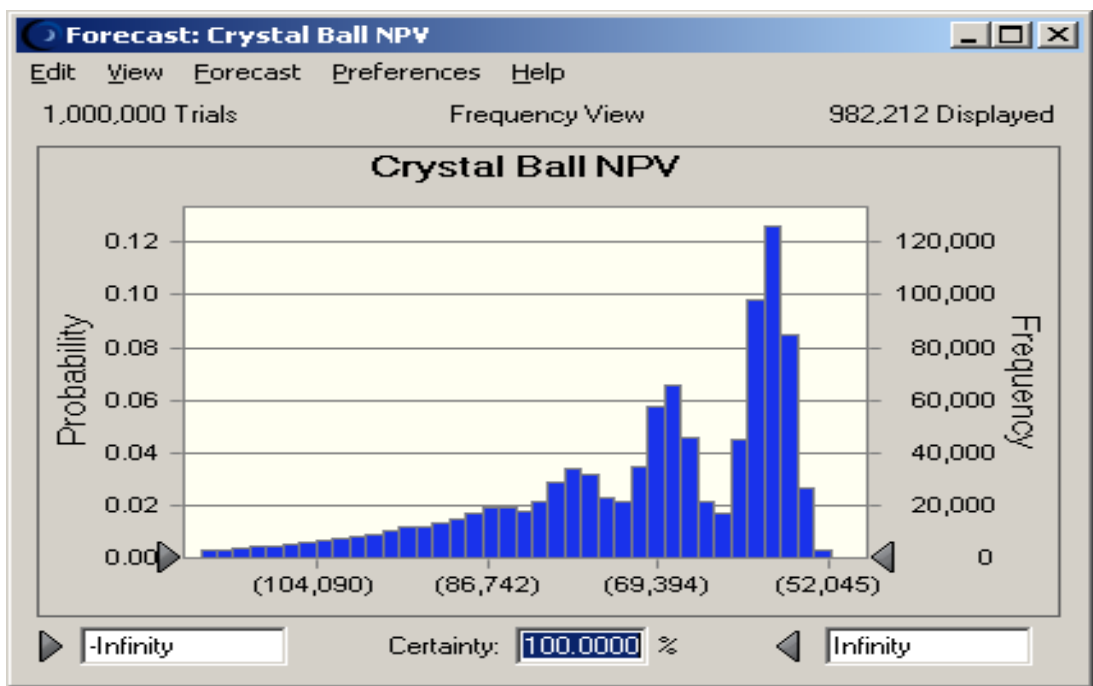 Forecast: Crystal Ball NPV
Edit View Forecast Preferences Help
1,000,000 Trials Frequency View 982,212 Displayed
Crystal Ball NPV
Probability
0.12
0.10
0.08
0.06
0.04
0.02
0.00
120,000
100,000
80,000
60,000
40,000
20,000
0
Frequency
(104,090) (86,742) (69,394) (52,045)
-Infinity Certainty: 100.0000 % Infinity